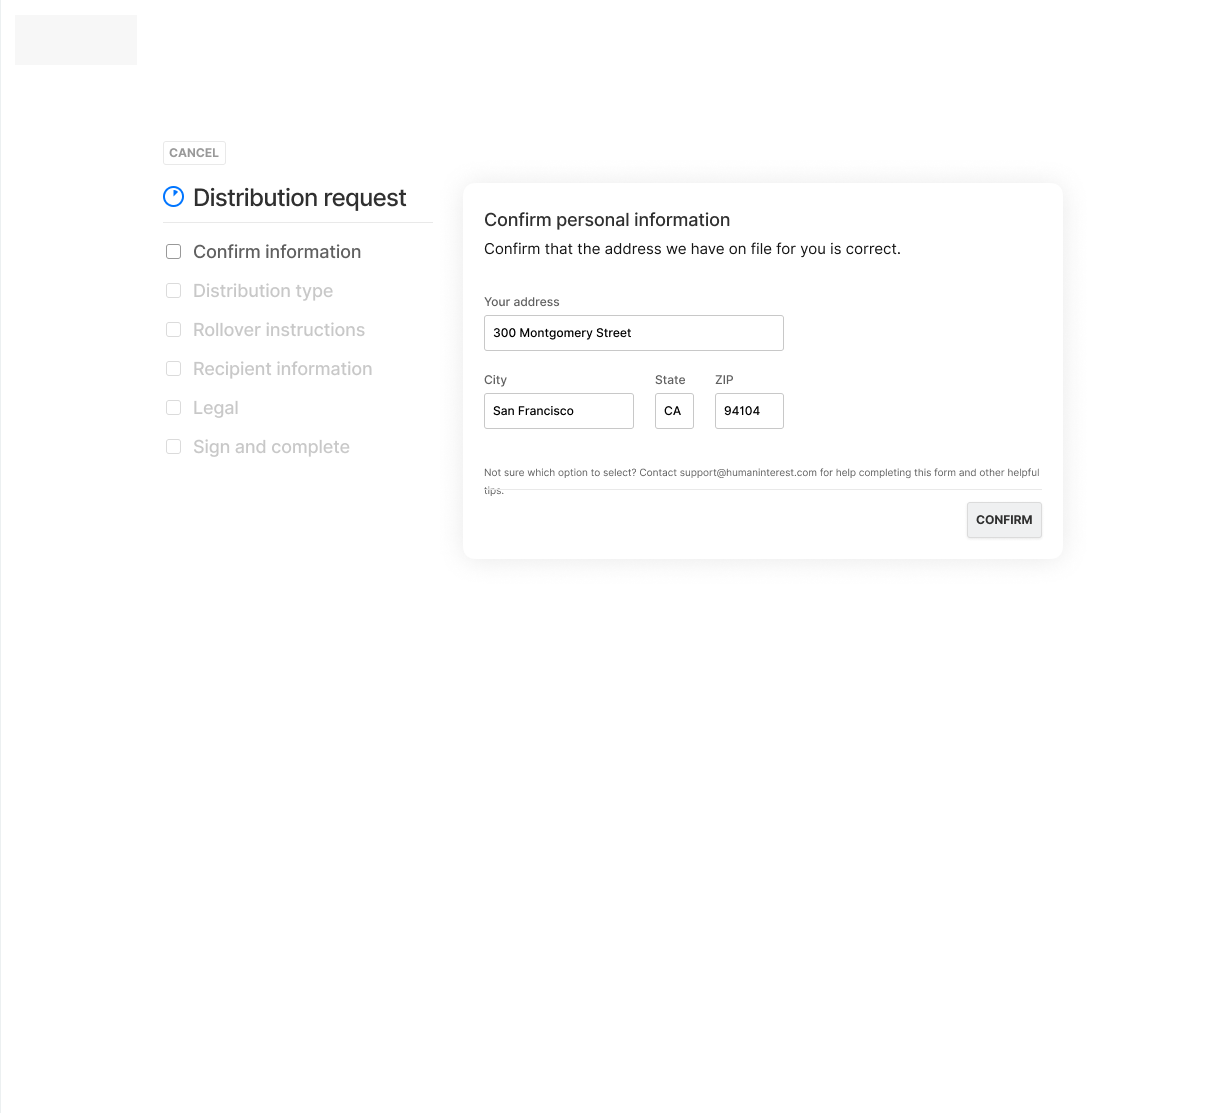 CANCEL
Distribution request
Confirm information
Distribution type
Rollover instructions
Recipient information
Legal
Sign and complete
Confirm personal information
Confirm that the address we have on file for you is correct.
Your address
300 Montgomery Street
City State ZIP
San Francisco CA 94104
Not sure which option to select? Contact support@humaninterest.com for help completing this form and other helpful
tips.
CONFIRM